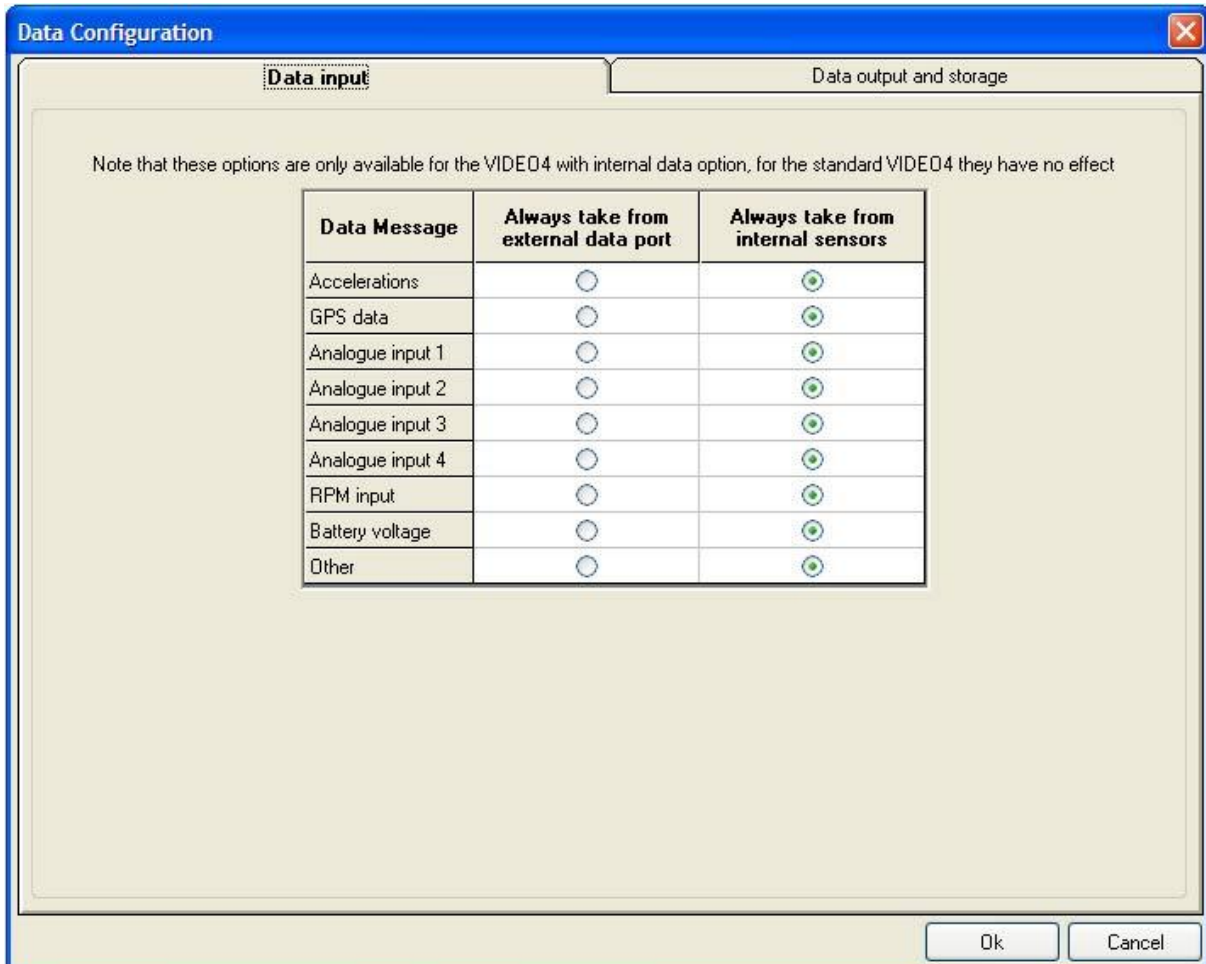 Data Configuration
Data input
Data output and storage
Note that these options are only available for the VIDEO4 with internal data option, for the standard VIDEO4 they have no effect
Data Message
Always take from
external data port
Always take from
internal sensors
Accelerations
GPS data
Analogue input 1
Analogue input 2
Analogue input 3
Analogue input 4
RPM input
Battery voltage
Other
Ok
Cancel